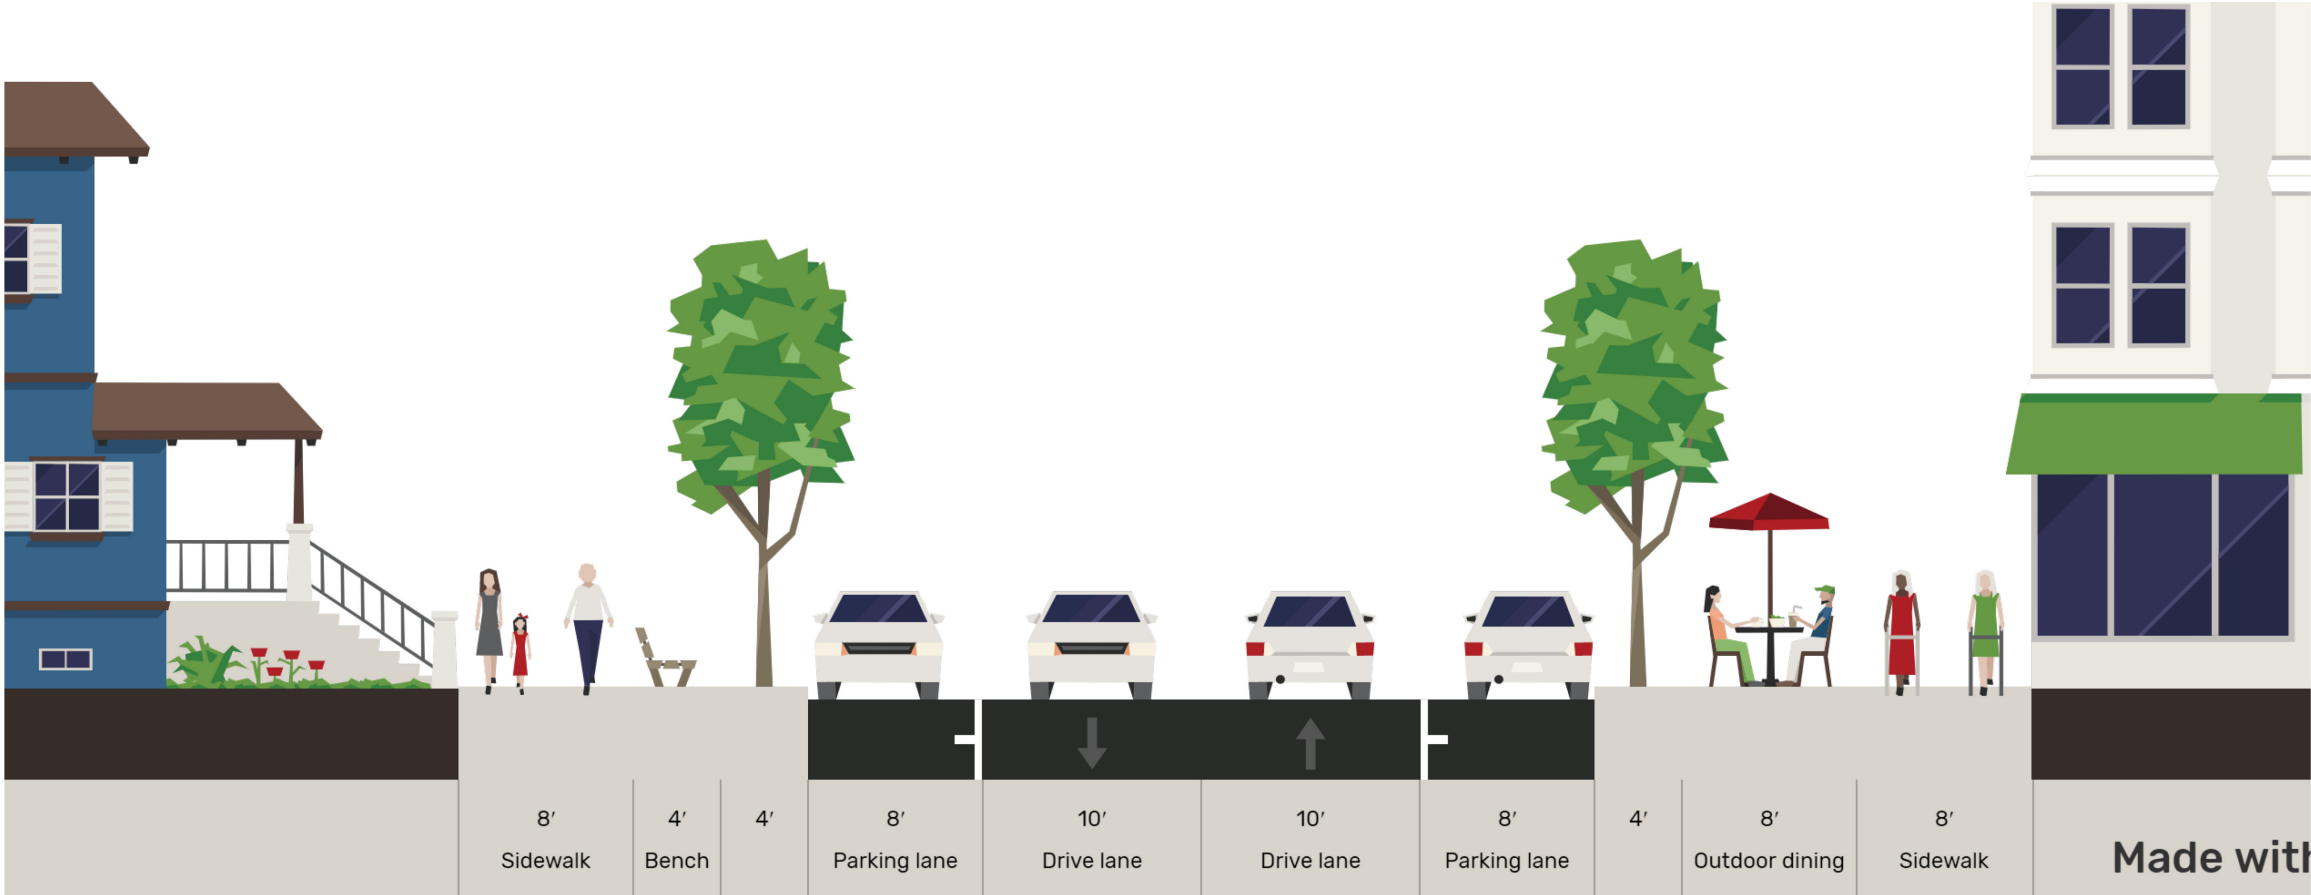 8′ 4′ 4′ 8′ 10′ 10′ 8′ 4′ 8′ 8′
Sidewalk Bench Parking lane Drive lane Drive lane Parking lane Outdoor dining Sidewalk
Made with